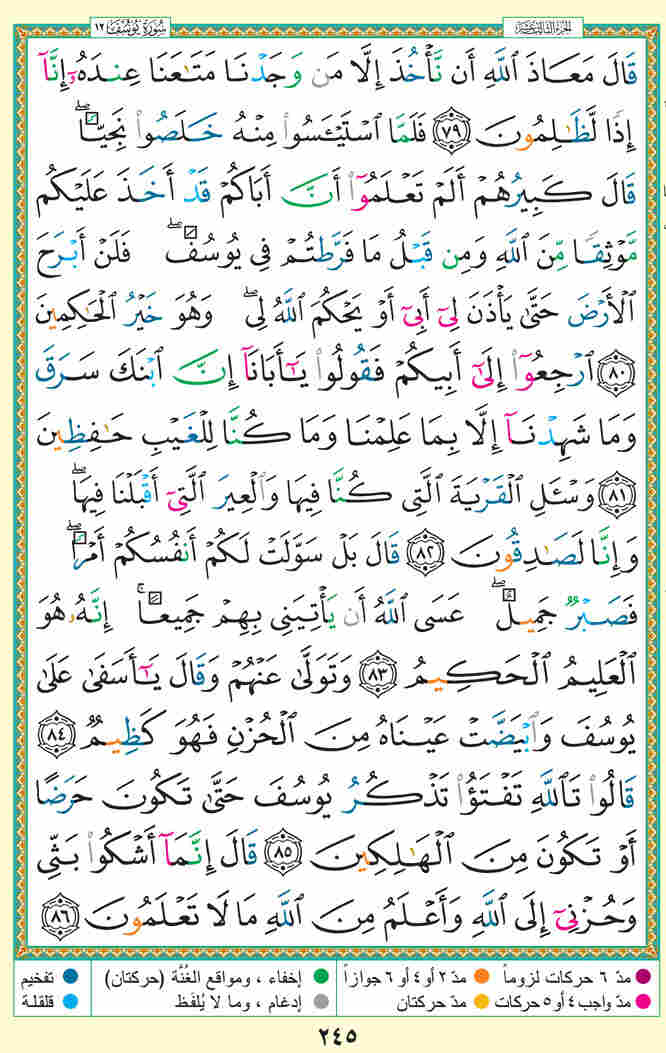 سُورَةُ يُوسُفَ ١٢
الجزء الثالث عشر
قَالَ مَعَاذَ ٱللَّهِ أَن نَّأْخُذَ إِلَّا مَن وَجَدْنَا مَتَٰعَنَا عِندَهُۥٓ إِنَّآ
إِذًا لَّظَٰلِمُونَ ٧٩ فَلَمَّا ٱسْتَيْـَٔسُوا۟ مِنْهُ خَلَصُوا۟ نَجِيًّا ۖ
قَالَ كَبِيرُهُمْ أَلَمْ تَعْلَمُوٓا۟ أَنَّ أَبَاكُمْ قَدْ أَخَذَ عَلَيْكُم
مَّوْثِقًا مِّنَ ٱللَّهِ وَمِن قَبْلُ مَا فَرَّطتُمْ فِى يُوسُفَ ۖ فَلَنْ أَبْرَحَ
ٱلْأَرْضَ حَتَّىٰ يَأْذَنَ لِىٓ أَبِىٓ أَوْ يَحْكُمَ ٱللَّهُ لِى ۖ وَهُوَ خَيْرُ ٱلْحَٰكِمِينَ
٨٠ ٱرْجِعُوٓا۟ إِلَىٰٓ أَبِيكُمْ فَقُولُوا۟ يَٰٓأَبَانَآ إِنَّ ٱبْنَكَ سَرَقَ
وَمَا شَهِدْنَآ إِلَّا بِمَا عَلِمْنَا وَمَا كُنَّا لِلْغَيْبِ حَٰفِظِينَ
٨١ وَسْـَٔلِ ٱلْقَرْيَةَ ٱلَّتِى كُنَّا فِيهَا وَٱلْعِيرَ ٱلَّتِىٓ أَقْبَلْنَا فِيهَا ۖ
وَإِنَّا لَصَٰدِقُونَ ٨٢ قَالَ بَلْ سَوَّلَتْ لَكُمْ أَنفُسُكُمْ أَمْرًا ۖ
فَصَبْرٌ جَمِيلٌ ۖ عَسَى ٱللَّهُ أَن يَأْتِيَنِى بِهِمْ جَمِيعًا ۚ إِنَّهُۥ هُوَ
ٱلْعَلِيمُ ٱلْحَكِيمُ ٨٣ وَتَوَلَّىٰ عَنْهُمْ وَقَالَ يَٰٓأَسَفَىٰ عَلَىٰ
يُوسُفَ وَٱبْيَضَّتْ عَيْنَاهُ مِنَ ٱلْحُزْنِ فَهُوَ كَظِيمٌ ٨٤
قَالُوا۟ تَٱللَّهِ تَفْتَؤُا۟ تَذْكُرُ يُوسُفَ حَتَّىٰ تَكُونَ حَرَضًا
أَوْ تَكُونَ مِنَ ٱلْهَٰلِكِينَ ٨٥ قَالَ إِنَّمَآ أَشْكُوا۟ بَثِّى
وَحُزْنِىٓ إِلَى ٱللَّهِ وَأَعْلَمُ مِنَ ٱللَّهِ مَا لَا تَعْلَمُونَ ٨٦
مدّ ٦ حركات لزوماً مدّ ٢ أو ٤ أو ٦ جوازاً إخفاء ، ومواقع الغُنَّة (حركتان) تفخيم
مدّ واجب ٤ أو ٥ حركات مدّ حركتان إدغام ، وما لا يُلفَظ قلقلة
٢٤٥